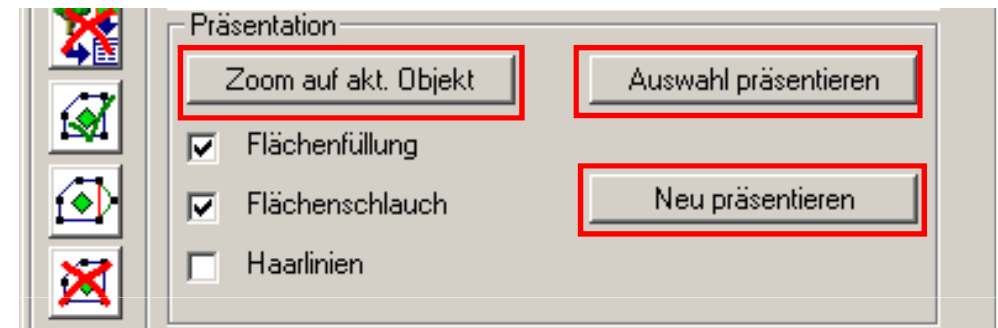 Präsentation
Zoom auf akt. Objekt
Auswahl präsentieren
Flächenfüllung
Flächenschlauch
Neu präsentieren
Haarlinien